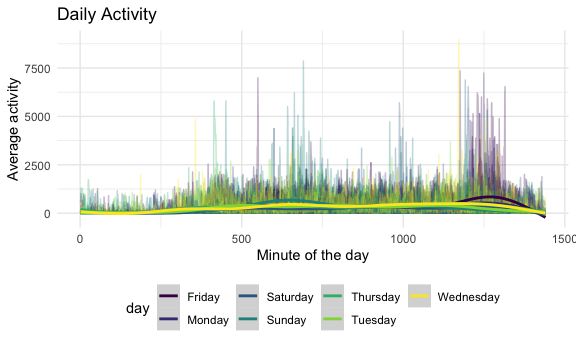 Daily Activity
Average activity
7500
5000
2500
0
0 500 1000 1500
Minute of the day
day
Friday Saturday Thursday Wednesday
Monday Sunday Tuesday